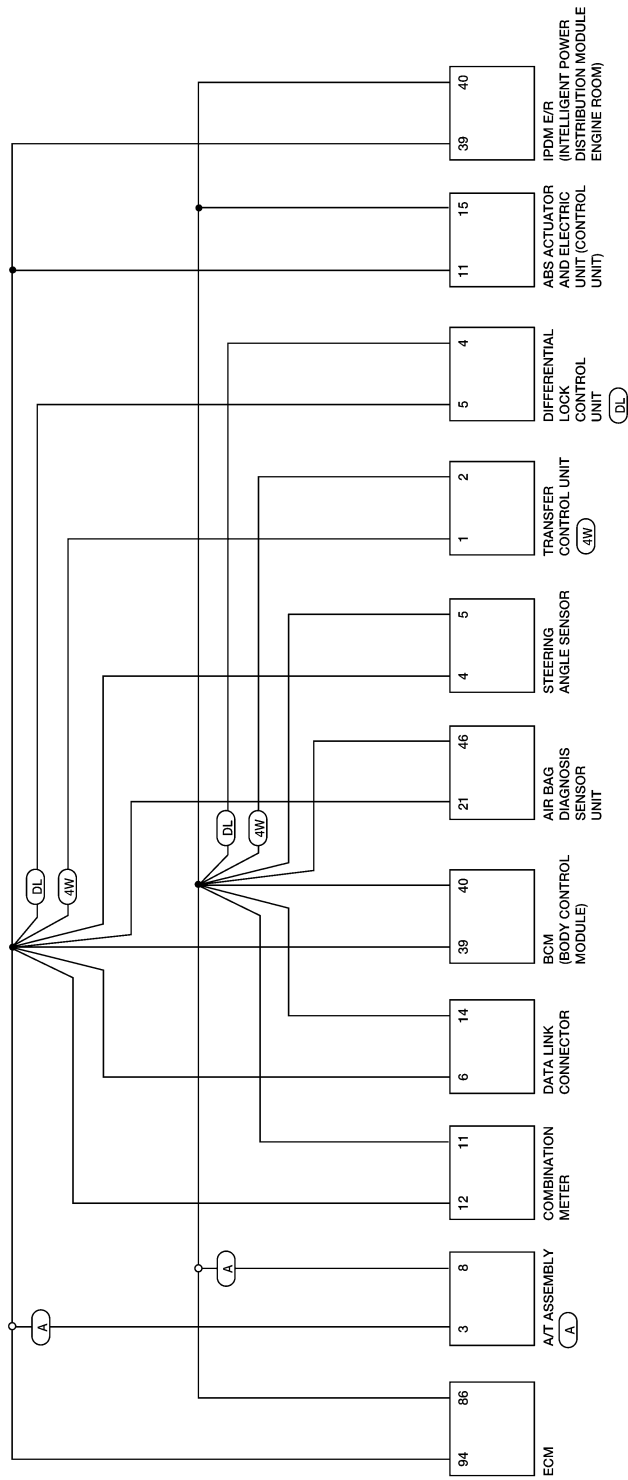 DL
4W
A
DL
4W
A
94
86
ECM
3
8
A/T ASSEMBLY
A
12
11
COMBINATION
METER
6
14
DATA LINK
CONNECTOR
39
40
BCM
(BODY CONTROL
MODULE)
21
46
AIR BAG
DIAGNOSIS
SENSOR
UNIT
4
5
STEERING
ANGLE SENSOR
1
2
TRANSFER
CONTROL UNIT
4W
5
4
DIFFERENTIAL
LOCK
CONTROL
UNIT
DL
11
15
ABS ACTUATOR
AND ELECTRIC
UNIT (CONTROL
UNIT)
39
40
IPDM E/R
(INTELLIGENT POWER
DISTRIBUTION MODULE
ENGINE ROOM)